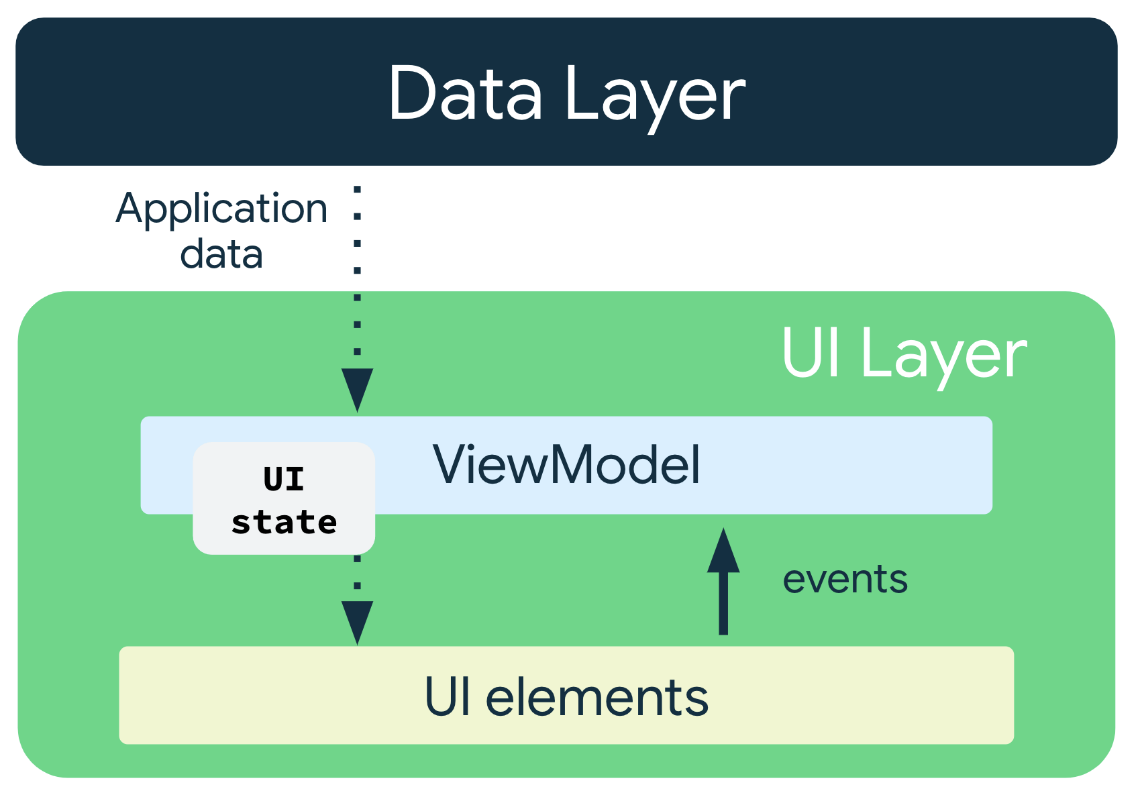 Data Layer
Application
data
UI Layer
ViewModel
UI
state
events
UI elements